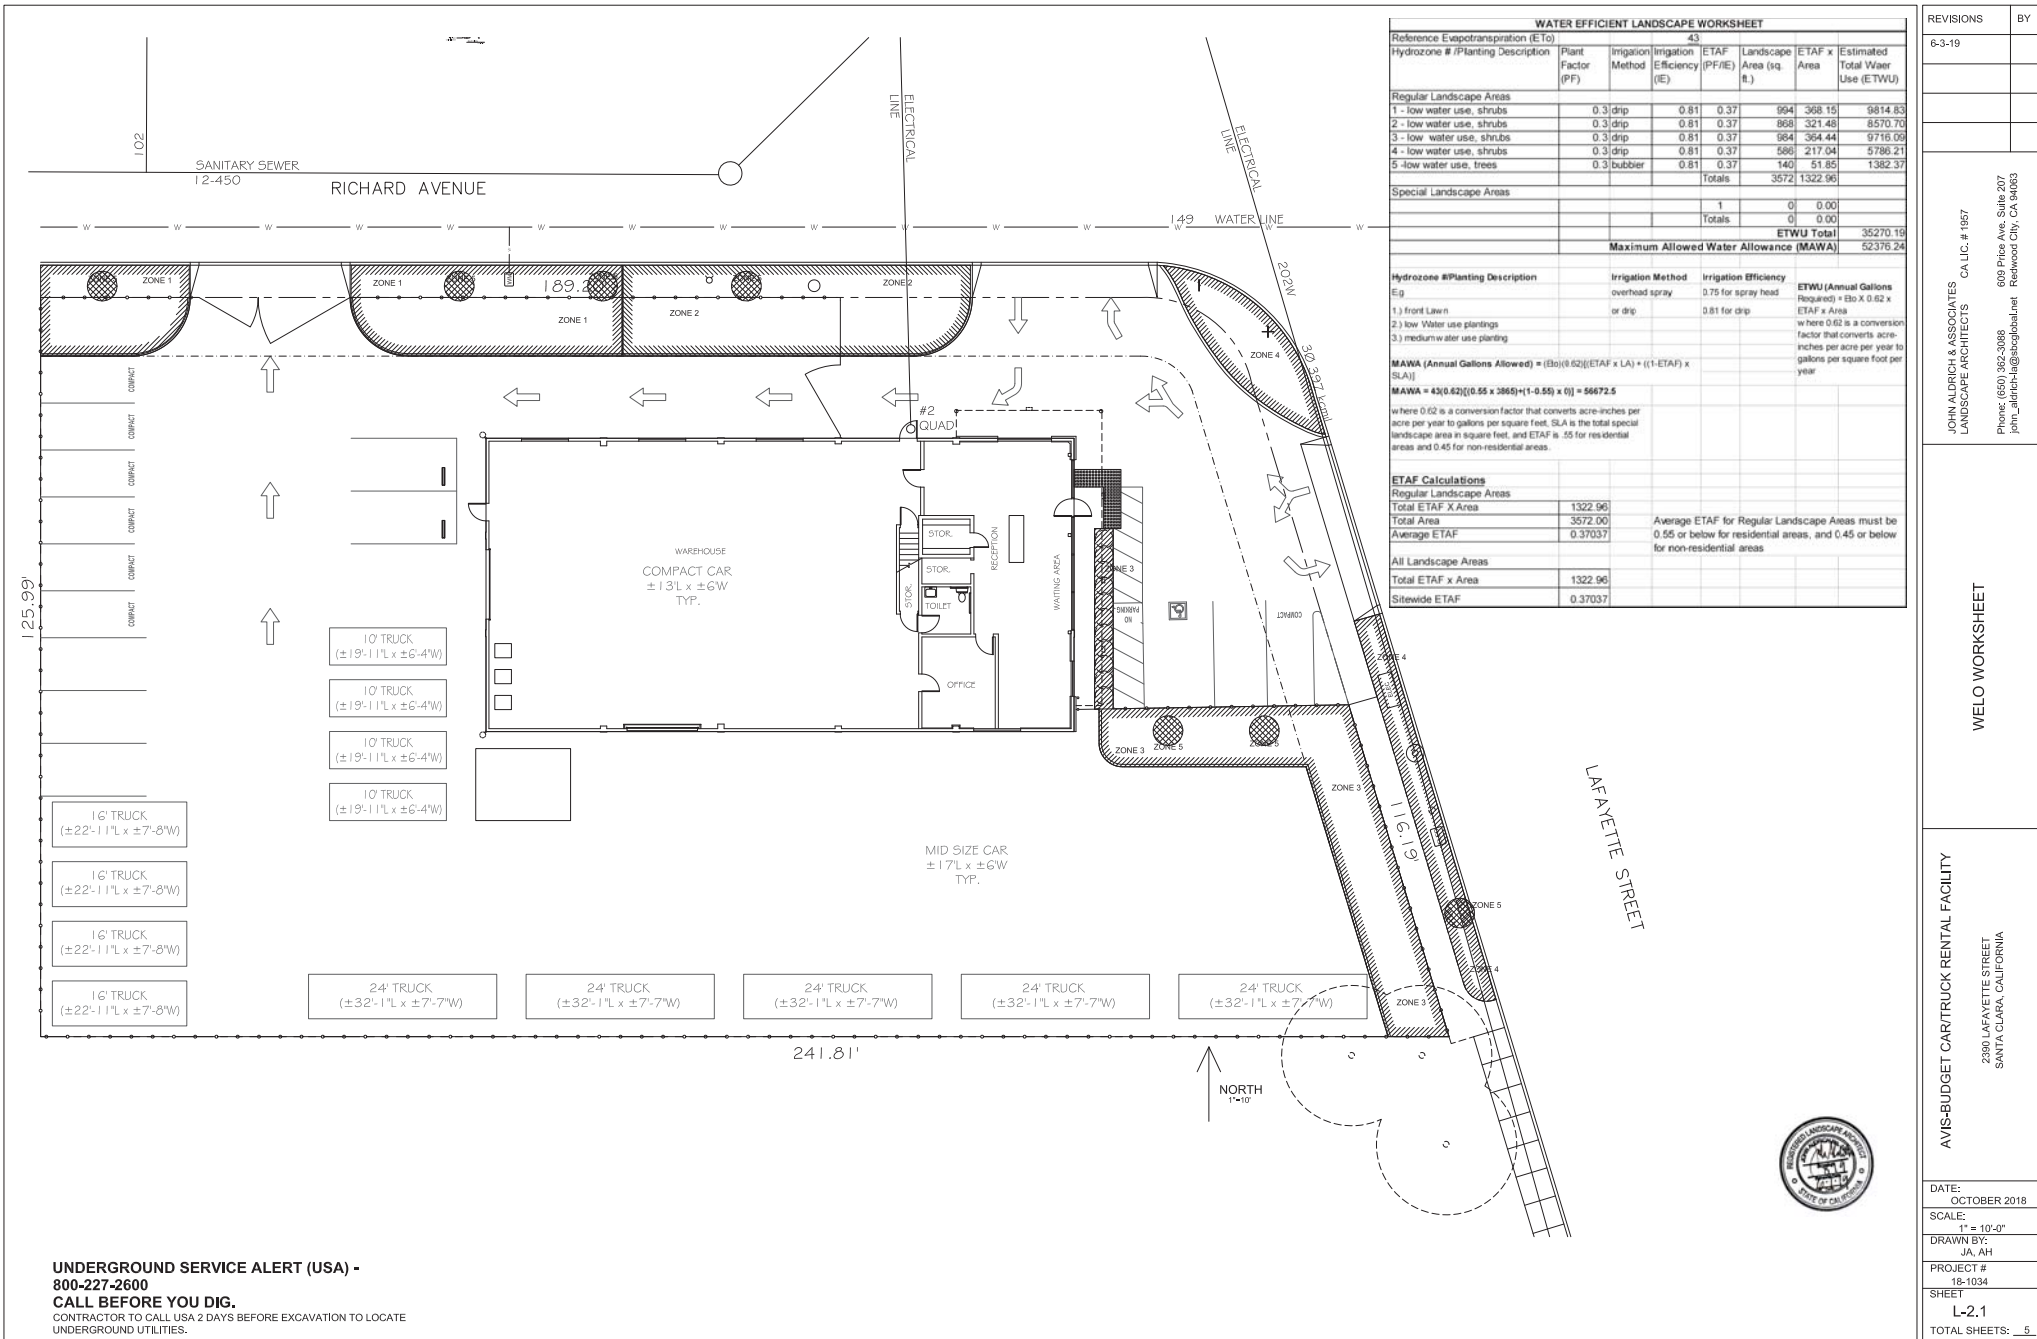 102
SANITARY SEWER
12-450
RICHARD AVENUE
ELECTRICAL
LINE
ELECTRICAL
LINE
149 WATER LINE
W W W W W W W W W W W W W
202W
30 397 kcmil
ZONE 1
ZONE 1
189.2
ZONE 1
ZONE 2
ZONE 2
ZONE 4
#2
QUAD
COMPACT
COMPACT
COMPACT
COMPACT
COMPACT
COMPACT
125.99'
WAREHOUSE
COMPACT CAR
±13'L x ±6'W
TYP.
STOR.
STOR.
STOR.
TOILET
RECEPTION
WAITING AREA
OFFICE
ZONE 3
NO
PARKING
COMPACT
ZONE 4
10' TRUCK
(±19'-11"L x ±6'-4"W)
10' TRUCK
(±19'-11"L x ±6'-4"W)
10' TRUCK
(±19'-11"L x ±6'-4"W)
10' TRUCK
(±19'-11"L x ±6'-4"W)
ZONE 3
ZONE 5
ZONE 5
ZONE 3
116.19'
LAFAYETTE STREET
16' TRUCK
(±22'-11"L x ±7'-8"W)
16' TRUCK
(±22'-11"L x ±7'-8"W)
16' TRUCK
(±22'-11"L x ±7'-8"W)
16' TRUCK
(±22'-11"L x ±7'-8"W)
MID SIZE CAR
±17'L x ±6'W
TYP.
ZONE 5
ZONE 4
24' TRUCK
(±32'-1"L x ±7'-7"W)
24' TRUCK
(±32'-1"L x ±7'-7"W)
24' TRUCK
(±32'-1"L x ±7'-7"W)
24' TRUCK
(±32'-1"L x ±7'-7"W)
24' TRUCK
(±32'-1"L x ±7'-7"W)
ZONE 3
241.81'
NORTH
1"=10'
WATER EFFICIENT LANDSCAPE WORKSHEET
Reference Evapotranspiration (ETo) 43
Hydrozone # /Planting Description Plant Factor (PF) Irrigation Method Irrigation Efficiency (IE) ETAF (PF/IE) Landscape Area (sq. ft.) ETAF x Area Estimated Total Waer Use (ETWU)
Regular Landscape Areas
1 - low water use, shrubs 0.3 drip 0.81 0.37 994 368.15 9814.83
2 - low water use, shrubs 0.3 drip 0.81 0.37 868 321.48 8570.70
3 - low water use, shrubs 0.3 drip 0.81 0.37 984 364.44 9716.09
4 - low water use, shrubs 0.3 drip 0.81 0.37 586 217.04 5786.21
5 -low water use, trees 0.3 bubbler 0.81 0.37 140 51.85 1382.37
Totals 3572 1322.96
Special Landscape Areas
1 0 0.00
Totals 0 0.00
ETWU Total 35270.19
Maximum Allowed Water Allowance (MAWA) 52376.24
Hydrozone #/Planting Description Irrigation Method Irrigation Efficiency
E.g overhead spray 0.75 for spray head
1.) front Lawn or drip 0.81 for drip
2.) low Water use plantings
3.) medium water use planting
ETWU (Annual Gallons
Required) = Eto X 0.62 x
ETAF x Area
where 0.62 is a conversion
factor that converts acre-
inches per acre per year to
gallons per square foot per
year
MAWA (Annual Gallons Allowed) = (Eto)(0.62)[(ETAF x LA) + ((1-ETAF) x
SLA)]
MAWA = 43(0.62)[(0.55 x 3865)+(1-0.55) x 0)] = 56672.5
where 0.62 is a conversion factor that converts acre-inches per
acre per year to gallons per square feet, SLA is the total special
landscape area in square feet, and ETAF is .55 for residential
areas and 0.45 for non-residential areas.
ETAF Calculations
Regular Landscape Areas
Total ETAF X Area 1322.96
Total Area 3572.00
Average ETAF 0.37037
Average ETAF for Regular Landscape Areas must be
0.55 or below for residential areas, and 0.45 or below
for non-residential areas
All Landscape Areas
Total ETAF x Area 1322.96
Sitewide ETAF 0.37037
REGISTERED LANDSCAPE ARCHITECT
STATE OF CALIFORNIA
UNDERGROUND SERVICE ALERT (USA) -
800-227-2600
CALL BEFORE YOU DIG.
CONTRACTOR TO CALL USA 2 DAYS BEFORE EXCAVATION TO LOCATE
UNDERGROUND UTILITIES.
REVISIONS BY
6-3-19
JOHN ALDRICH & ASSOCIATES
LANDSCAPE ARCHITECTS CA LIC. # 1957
Phone: (650) 362-3088 609 Price Ave. Suite 207
john_aldrich-la@sbcglobal.net Redwood City, CA 94063
WELO WORKSHEET
AVIS-BUDGET CAR/TRUCK RENTAL FACILITY
2390 LAFAYETTE STREET
SANTA CLARA, CALIFORNIA
DATE:
OCTOBER 2018
SCALE:
1" = 10'-0"
DRAWN BY:
JA, AH
PROJECT #
18-1034
SHEET
L-2.1
TOTAL SHEETS: 5